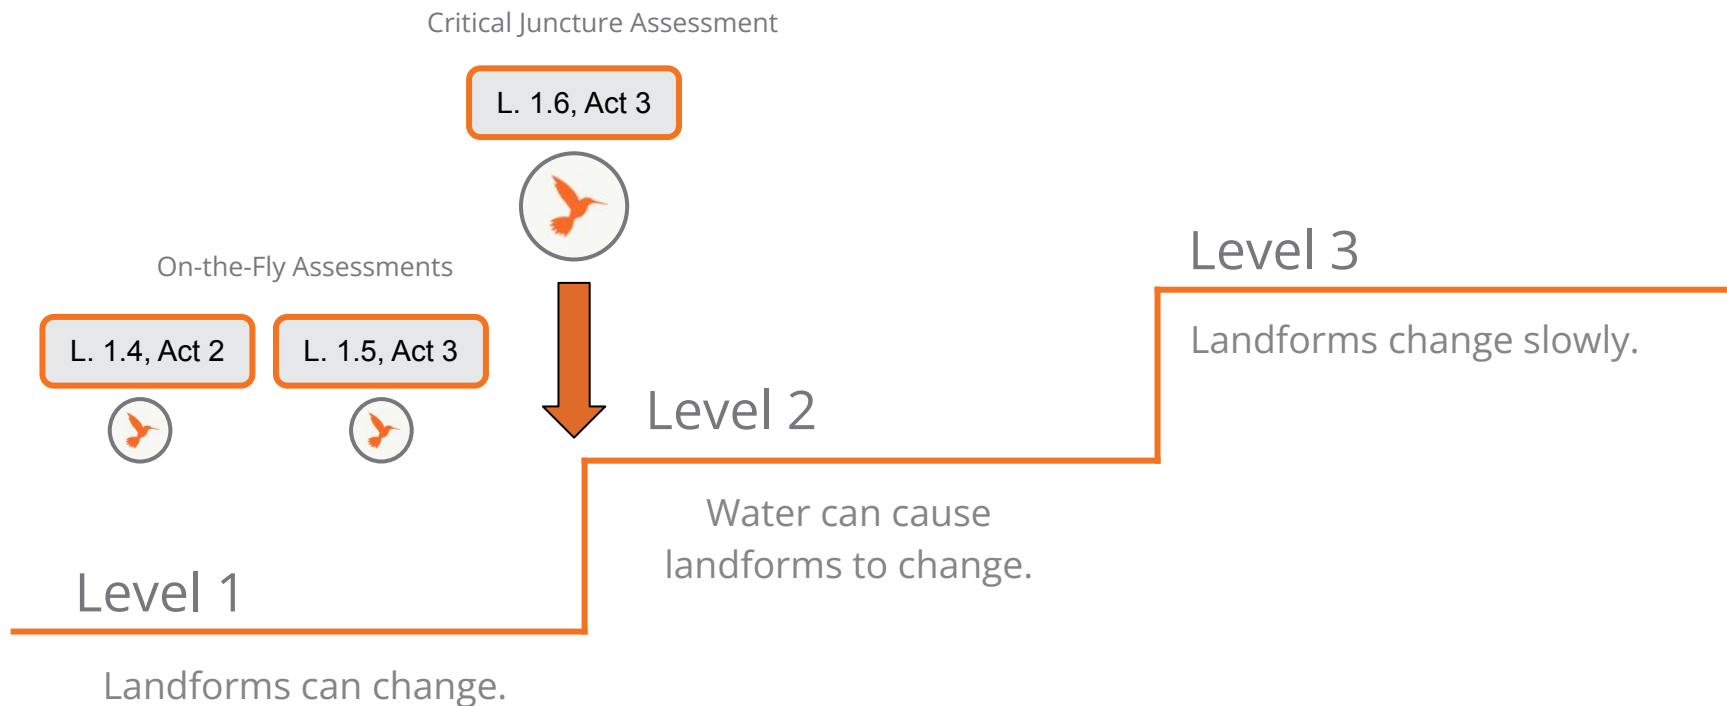 Critical Juncture Assessment
L. 1.6, Act 3
On-the-Fly Assessments
L. 1.4, Act 2
L. 1.5, Act 3
Level 1
Landforms can change.
Level 2
Water can cause
landforms to change.
Level 3
Landforms change slowly.